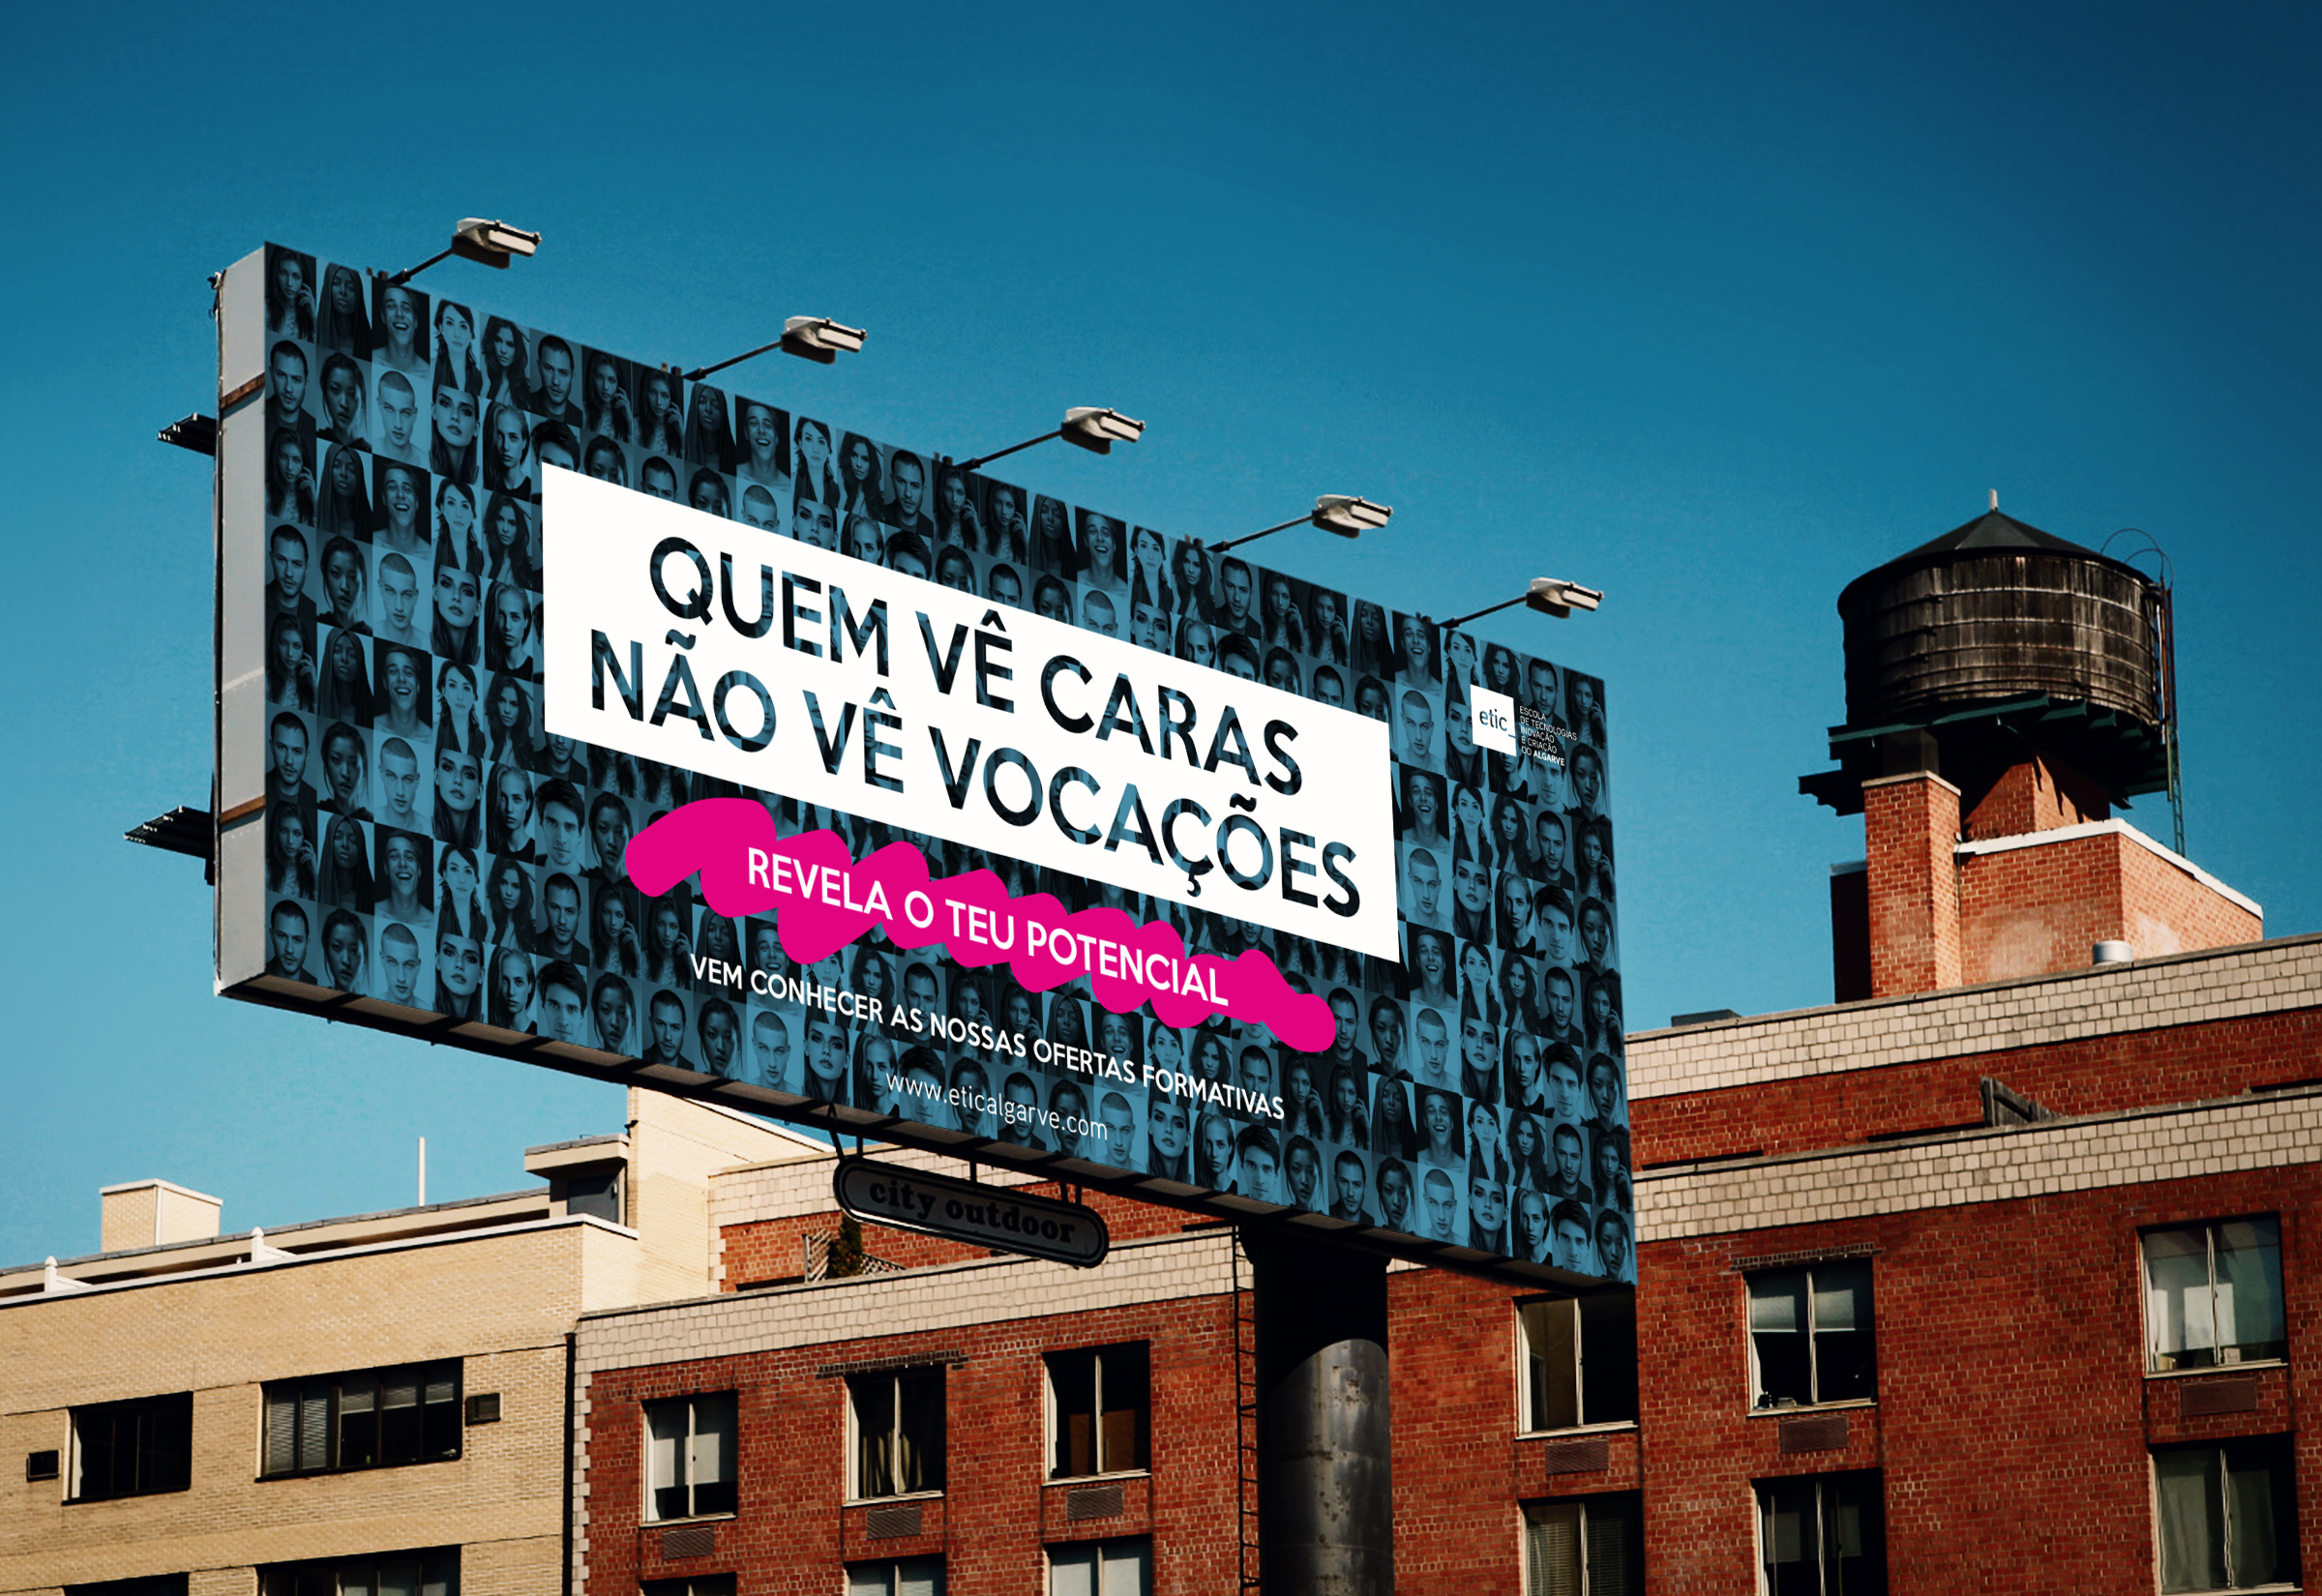 QUEM VÊ CARAS
NÃO VÊ VOCAÇÕES
etic_
ESCOLA
DE TECNOLOGIAS
INOVAÇÃO
E CRIAÇÃO
DO ALGARVE
REVELA O TEU POTENCIAL
VEM CONHECER AS NOSSAS OFERTAS FORMATIVAS
www.eticalgarve.com
city outdoor